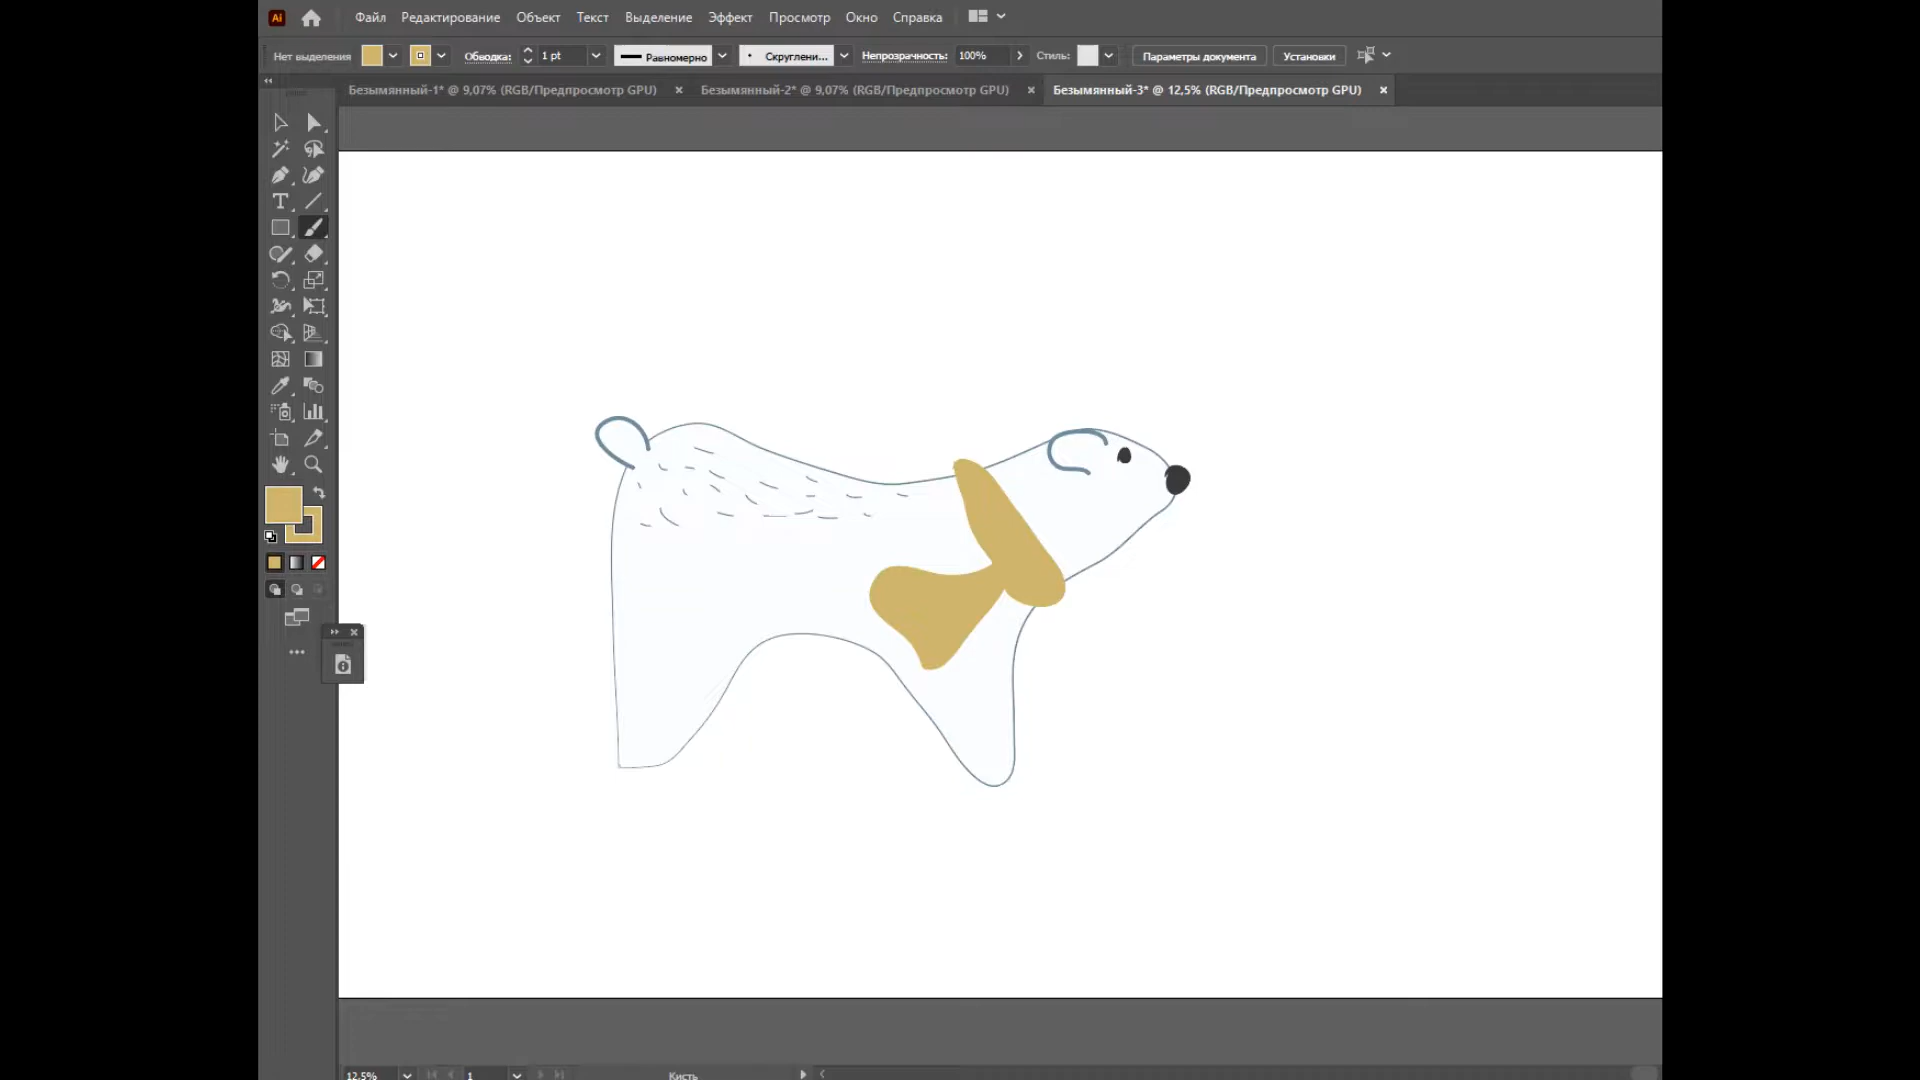 Ai Файл Редактирование Объект Текст Выделение Эффект Просмотр Окно Справка
Нет выделения Обводка: 1 pt Равномерно Скруглени... Непрозрачность: 100% Стиль: Параметры документа Установки
Безымянный-1* @ 9,07% (RGB/Предпросмотр GPU) Безымянный-2* @ 9,07% (RGB/Предпросмотр GPU) Безымянный-3* @ 12,5% (RGB/Предпросмотр GPU)
12,5% 1 Кисть